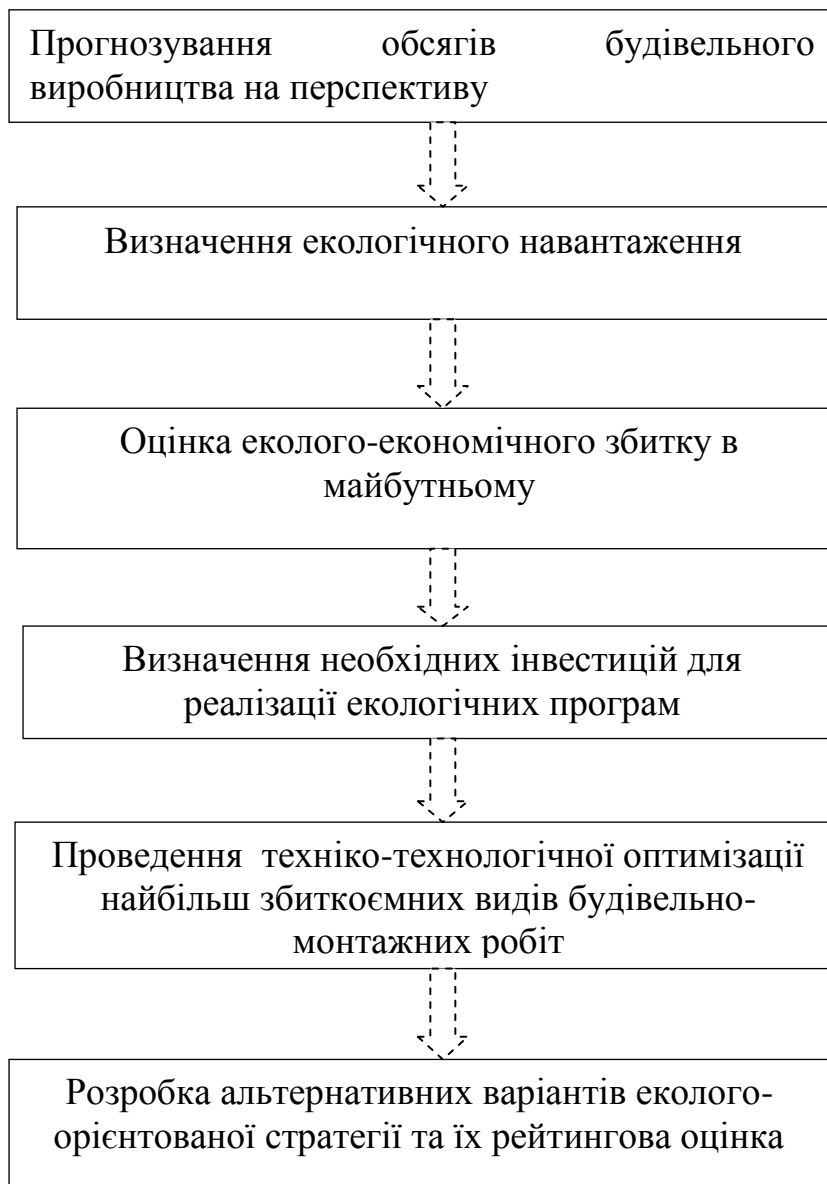 Прогнозування обсягів будівельного
виробництва на перспективу
Визначення екологічного навантаження
Оцінка еколого-економічного збитку в
майбутньому
Визначення необхідних інвестицій для
реалізації екологічних програм
Проведення техніко-технологічної оптимізації
найбільш збиткоємних видів будівельно-
монтажних робіт
Розробка альтернативних варіантів еколого-
орієнтованої стратегії та їх рейтингова оцінка